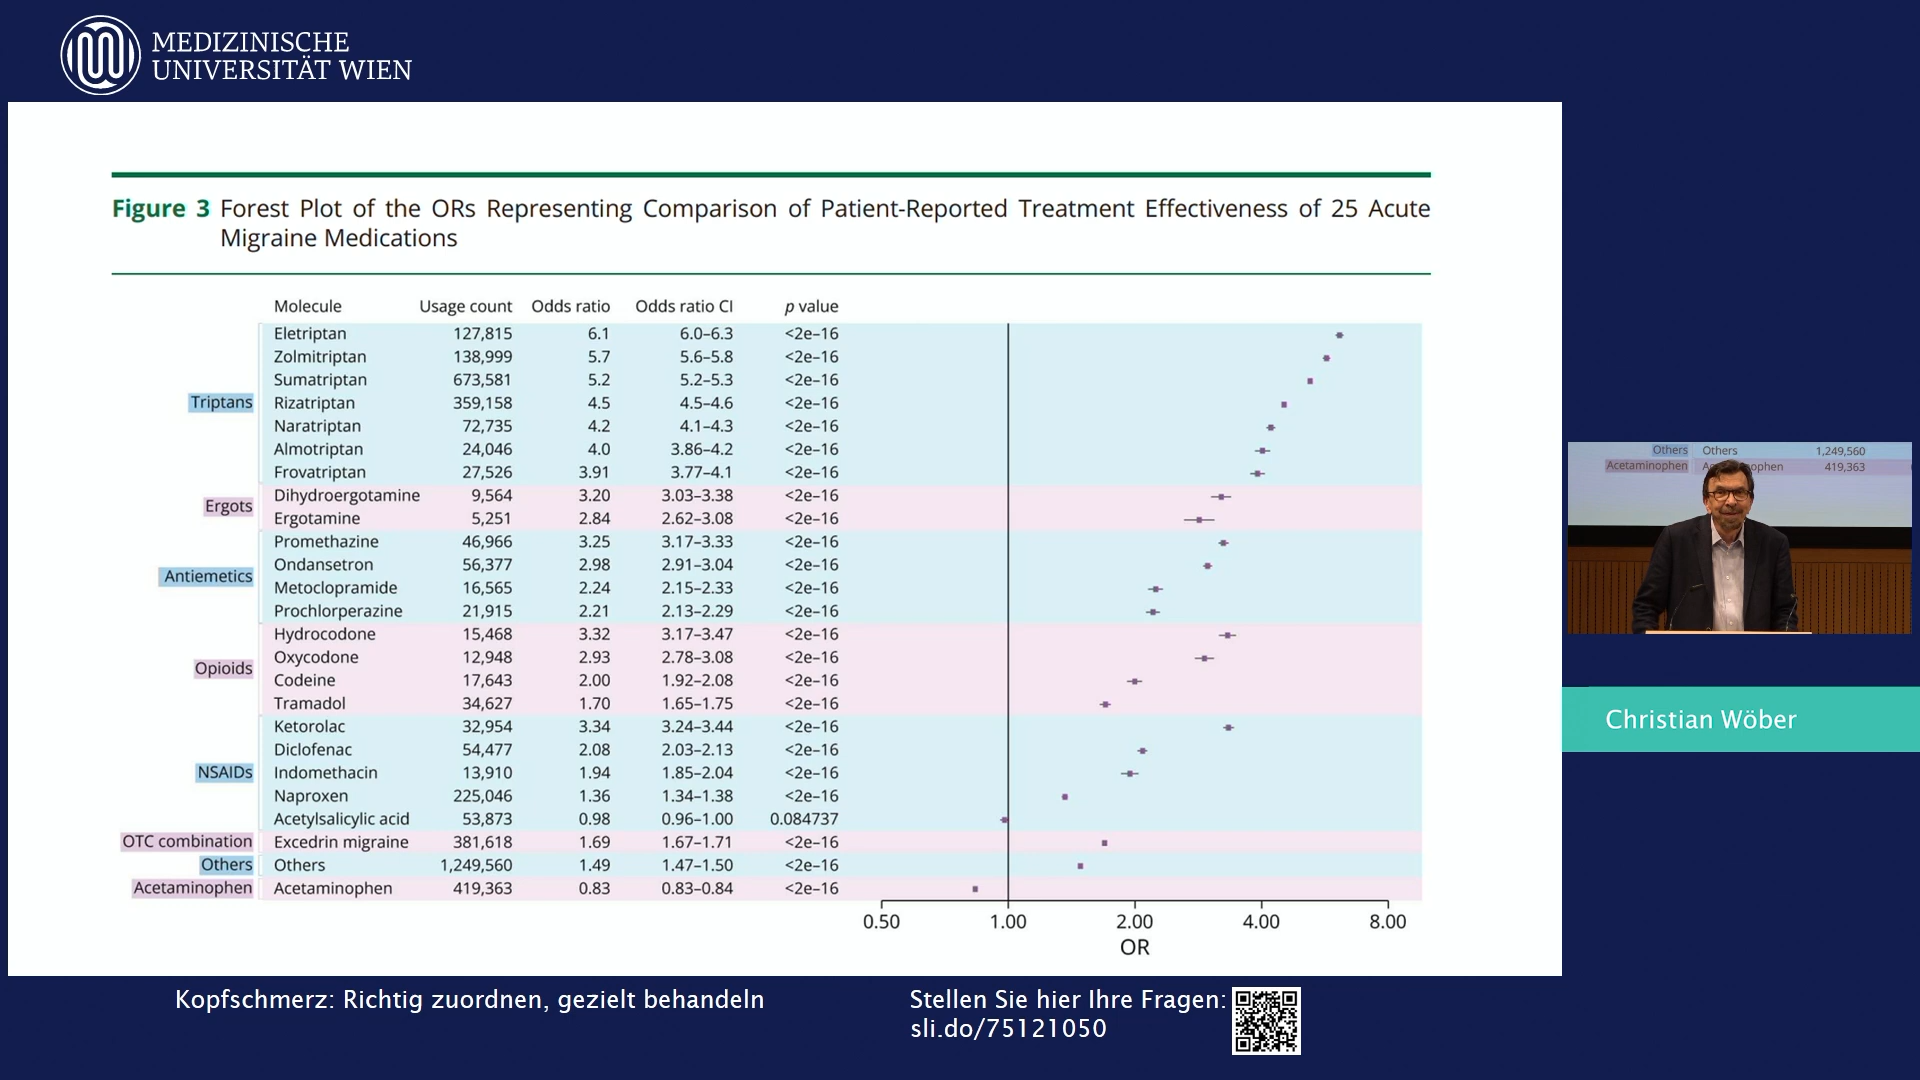 MEDIZINISCHE
UNIVERSITÄT WIEN
Figure 3 Forest Plot of the ORs Representing Comparison of Patient-Reported Treatment Effectiveness of 25 Acute
Migraine Medications
Molecule Usage count Odds ratio Odds ratio CI p value
Eletriptan 127,815 6.1 6.0–6.3 <2e–16
Zolmitriptan 138,999 5.7 5.6–5.8 <2e–16
Sumatriptan 673,581 5.2 5.2–5.3 <2e–16
Triptans Rizatriptan 359,158 4.5 4.5–4.6 <2e–16
Naratriptan 72,735 4.2 4.1–4.3 <2e–16
Almotriptan 24,046 4.0 3.86–4.2 <2e–16
Frovatriptan 27,526 3.91 3.77–4.1 <2e–16
Ergots
Dihydroergotamine 9,564 3.20 3.03–3.38 <2e–16
Ergotamine 5,251 2.84 2.62–3.08 <2e–16
Antiemetics
Promethazine 46,966 3.25 3.17–3.33 <2e–16
Ondansetron 56,377 2.98 2.91–3.04 <2e–16
Metoclopramide 16,565 2.24 2.15–2.33 <2e–16
Prochlorperazine 21,915 2.21 2.13–2.29 <2e–16
Opioids
Hydrocodone 15,468 3.32 3.17–3.47 <2e–16
Oxycodone 12,948 2.93 2.78–3.08 <2e–16
Codeine 17,643 2.00 1.92–2.08 <2e–16
Tramadol 34,627 1.70 1.65–1.75 <2e–16
Ketorolac 32,954 3.34 3.24–3.44 <2e–16
Diclofenac 54,477 2.08 2.03–2.13 <2e–16
NSAIDs Indomethacin 13,910 1.94 1.85–2.04 <2e–16
Naproxen 225,046 1.36 1.34–1.38 <2e–16
Acetylsalicylic acid 53,873 0.98 0.96–1.00 0.084737
OTC combination Excedrin migraine 381,618 1.69 1.67–1.71 <2e–16
Others Others 1,249,560 1.49 1.47–1.50 <2e–16
Acetaminophen Acetaminophen 419,363 0.83 0.83–0.84 <2e–16
0.50 1.00 2.00 4.00 8.00
OR
Others Others 1,249,560
Acetaminophen 419,363
Christian Wöber
Kopfschmerz: Richtig zuordnen, gezielt behandeln
Stellen Sie hier Ihre Fragen:
sli.do/75121050